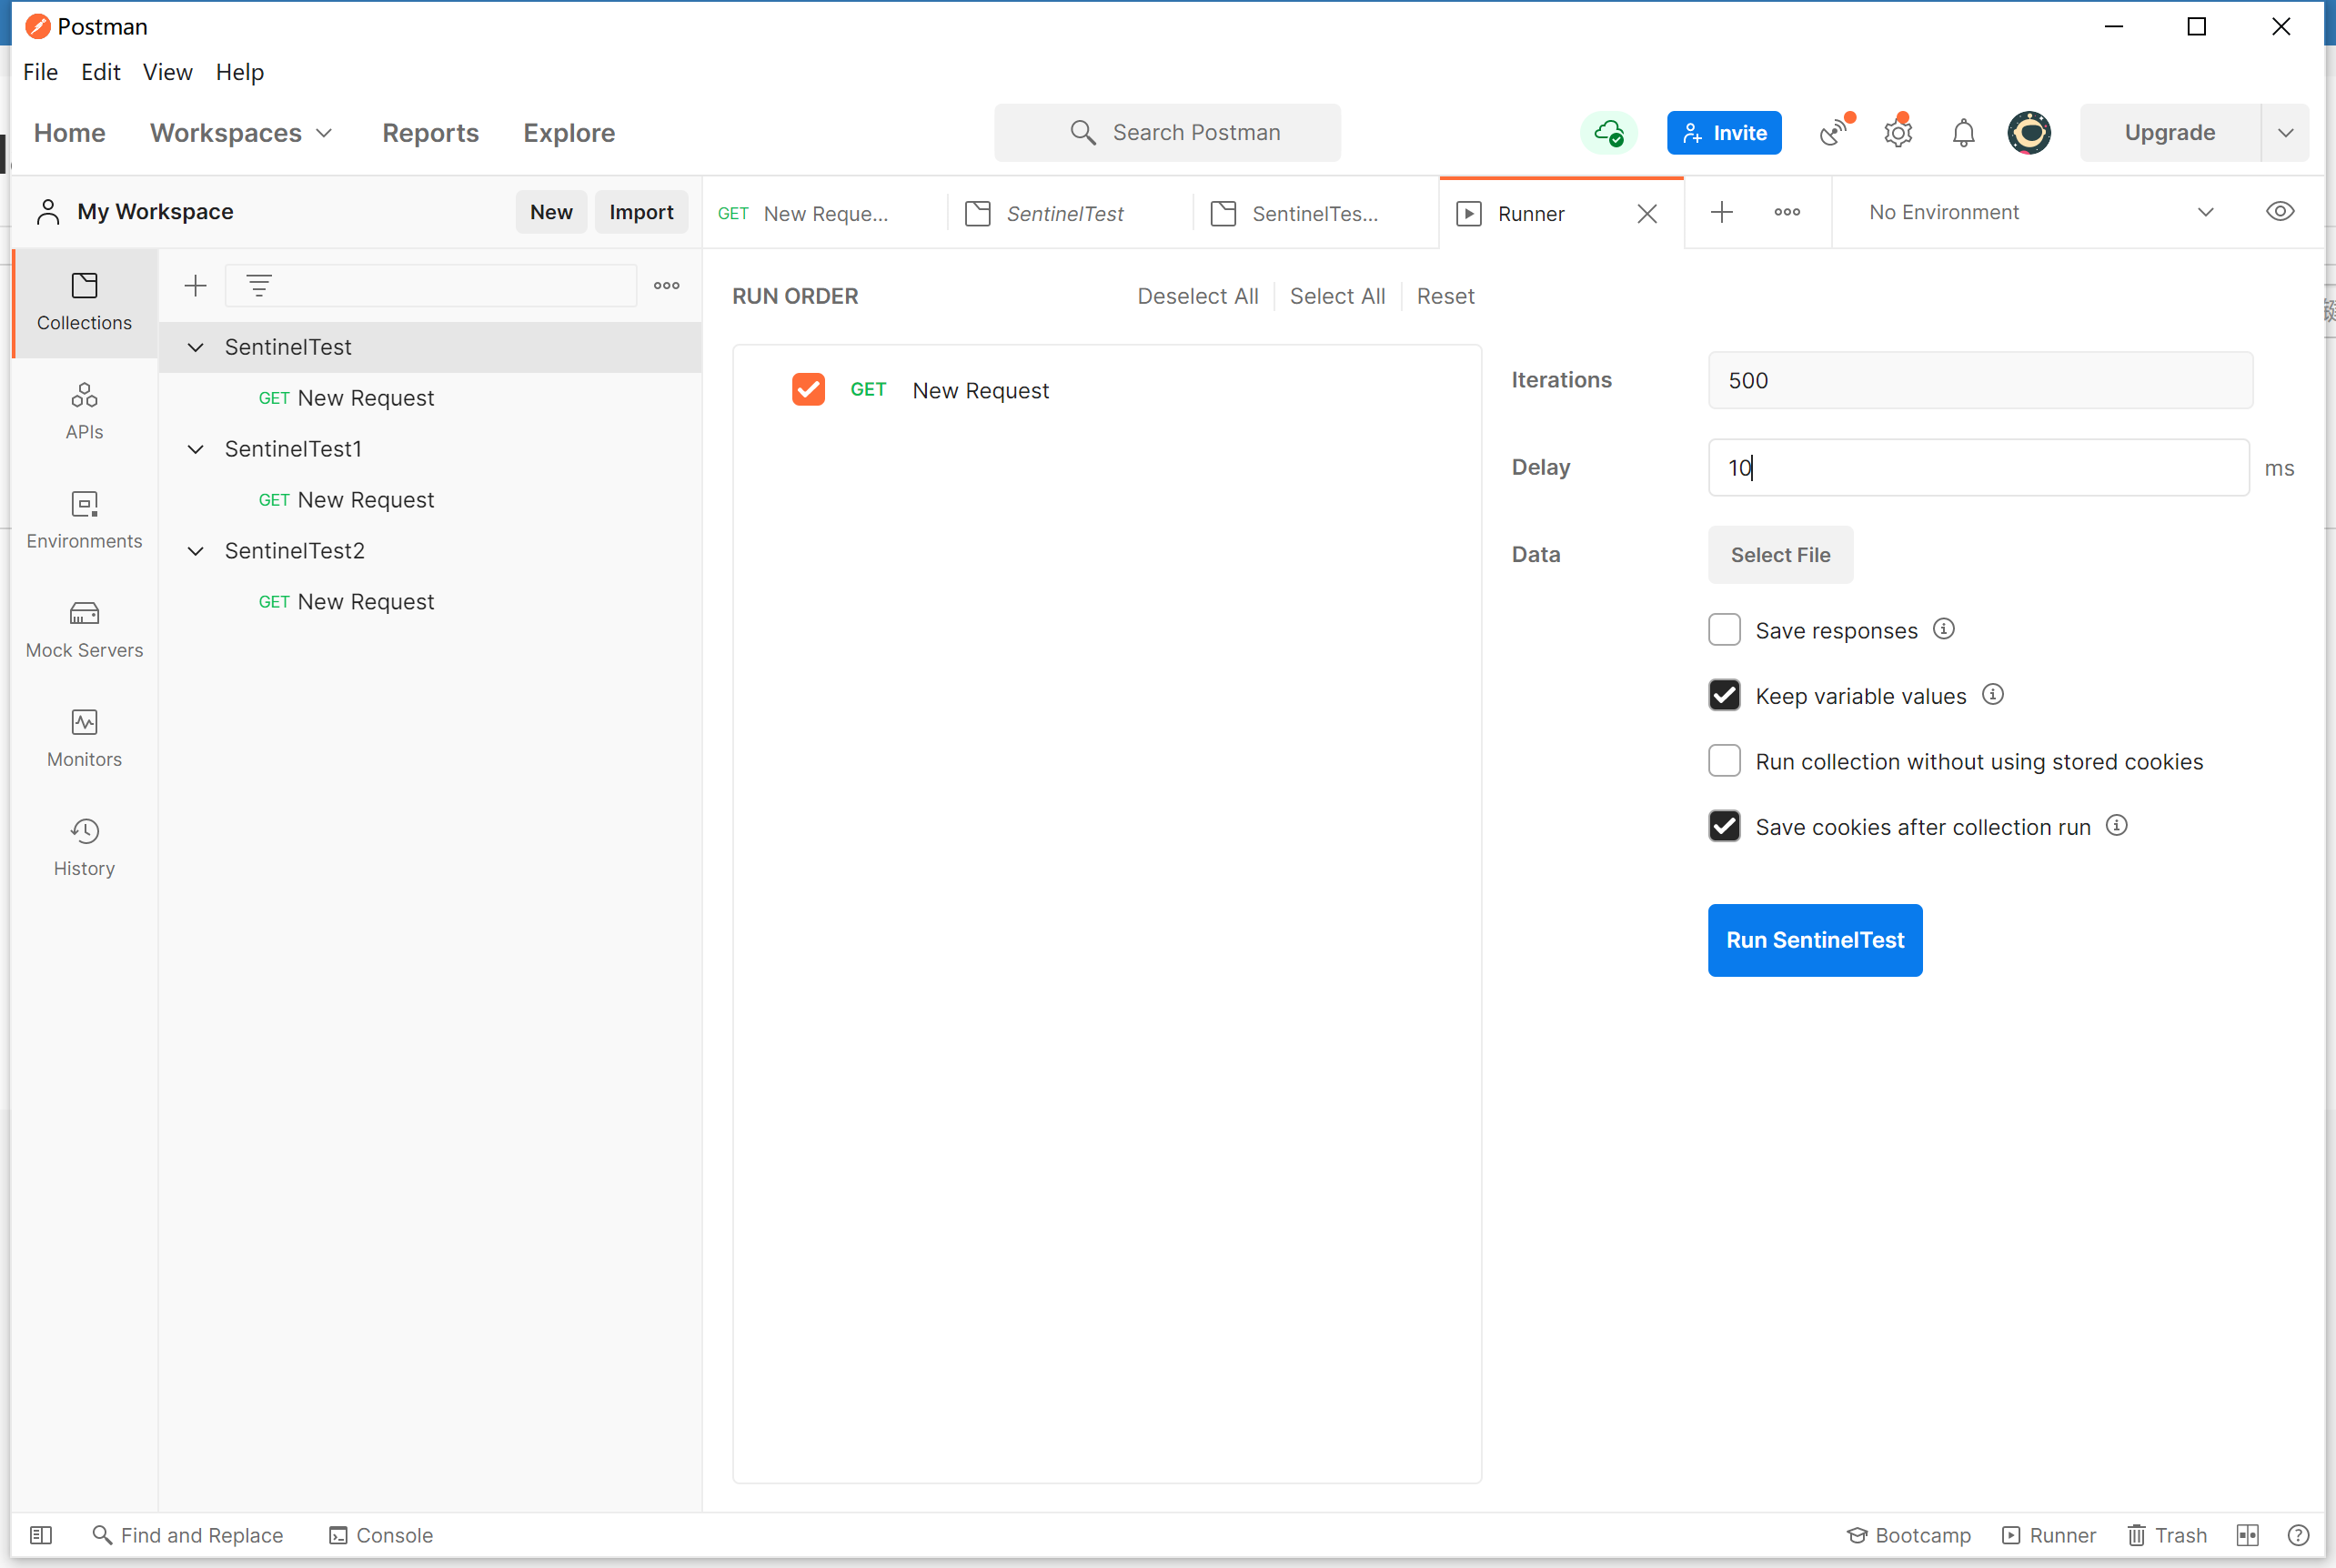 Postman
File Edit View Help
Home Workspaces Reports Explore Search Postman Invite Upgrade
My Workspace New Import GET New Reque... SentinelTest SentinelTes... Runner No Environment
Collections
APIs
Environments
Mock Servers
Monitors
History
SentinelTest
GET New Request
SentinelTest1
GET New Request
SentinelTest2
GET New Request
RUN ORDER Deselect All Select All Reset
GET New Request
Iterations 500
Delay 10 ms
Data Select File
Save responses
Keep variable values
Run collection without using stored cookies
Save cookies after collection run
Run SentinelTest
Find and Replace Console Bootcamp Runner Trash